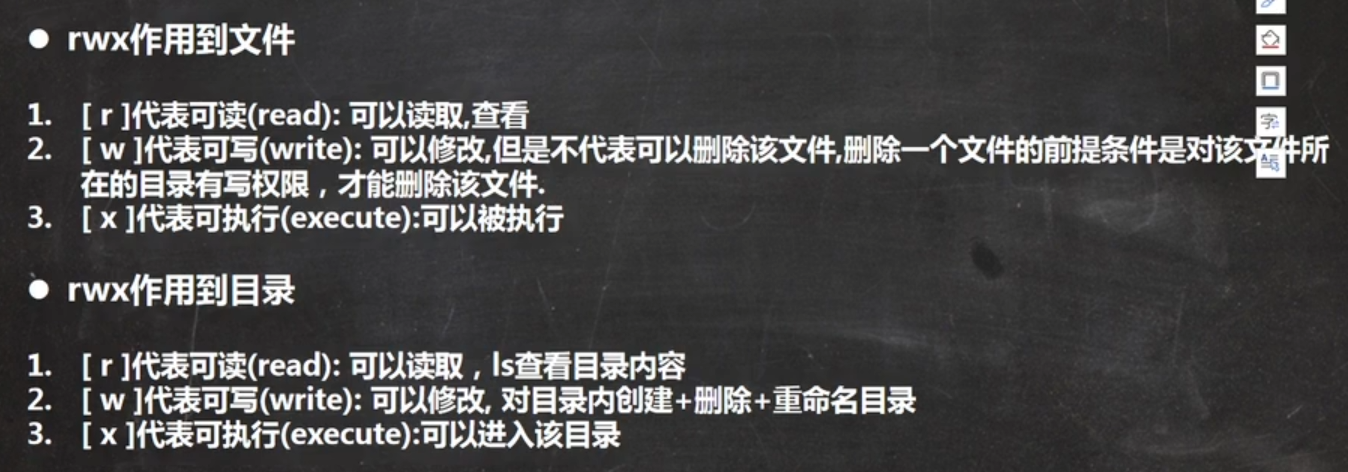 ● rwx作用到文件
1. [ r ]代表可读(read): 可以读取,查看
2. [ w ]代表可写(write): 可以修改,但是不代表可以删除该文件,删除一个文件的前提条件是对该文件所
在的目录有写权限，才能删除该文件.
3. [ x ]代表可执行(execute):可以被执行
● rwx作用到目录
1. [ r ]代表可读(read): 可以读取，ls查看目录内容
2. [ w ]代表可写(write): 可以修改, 对目录内创建+删除+重命名目录
3. [ x ]代表可执行(execute):可以进入该目录
字